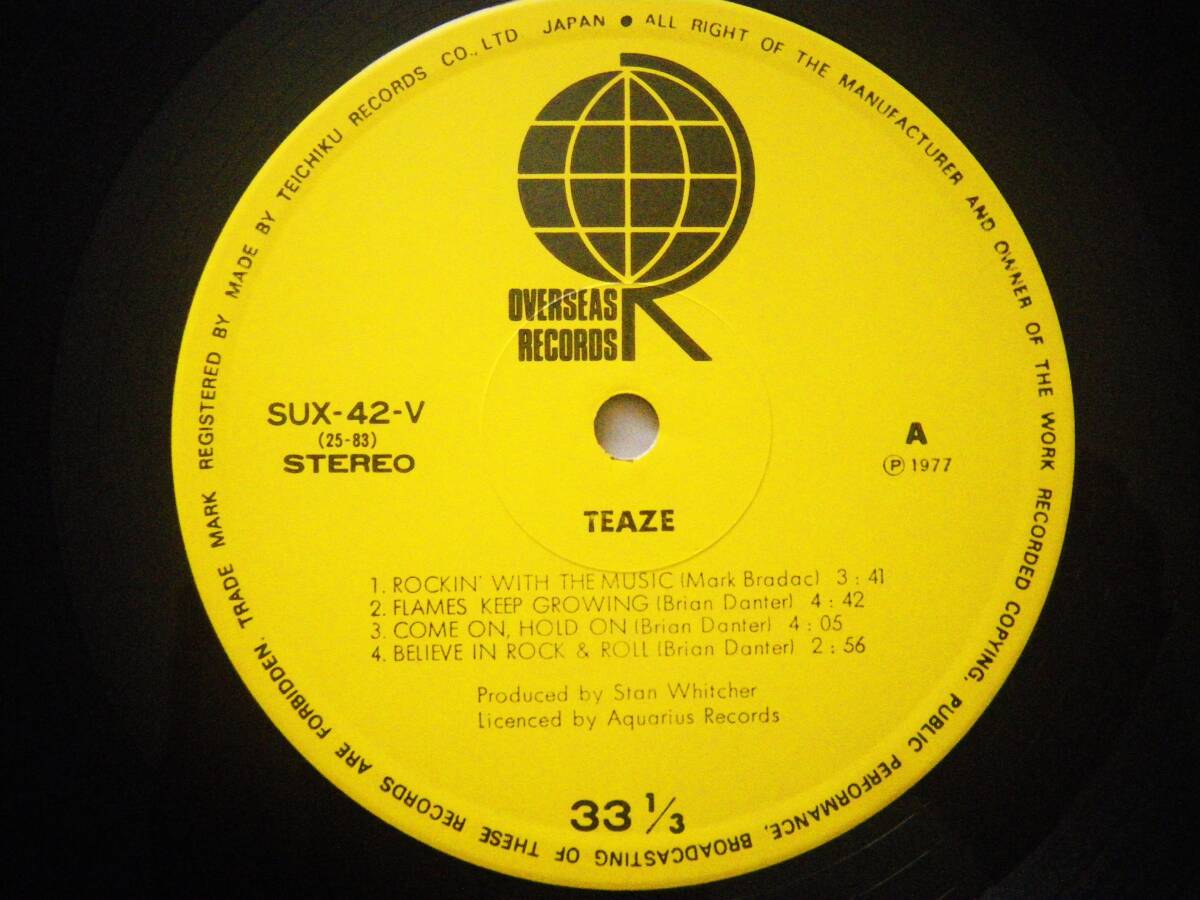 TRADE MARK REGISTERED BY MADE BY TEICHIKU RECORDS CO., LTD JAPAN ● ALL RIGHT OF THE MANUFACTURER AND OWNER OF THE WORK RECORDED COPYING, PUBLIC PERFORMANCE, BROADCASTING OF THESE RECORDS ARE FORBIDDEN,
OVERSEAS
RECORDS
SUX-42-V
(25-83)
STEREO
A
Ⓟ 1977
TEAZE
1. ROCKIN' WITH THE MUSIC (Mark Bradac) 3 : 41
2. FLAMES KEEP GROWING (Brian Danter) 4 : 42
3. COME ON, HOLD ON (Brian Danter) 4 : 05
4. BELIEVE IN ROCK & ROLL (Brian Danter) 2 : 56
Produced by Stan Whitcher
Licenced by Aquarius Records
33 1/3